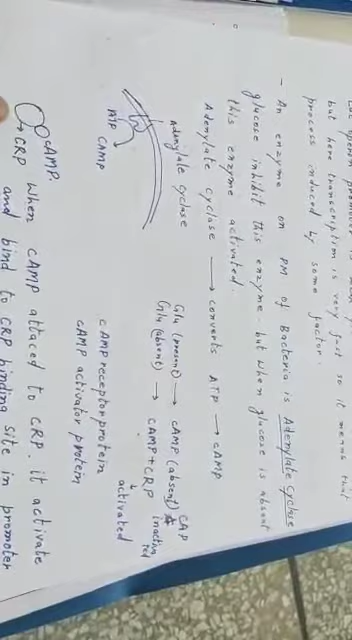 but here transcription is very fast so it means that
process induced by some factor.
- An enzyme on PM of Bacteria is Adenylate cyclase
glucose inhibit this enzyme but when glucose is absent
this enzyme activated.
Adenylate cyclase → converts ATP → cAMP
Adenylate cyclase
ATP
CAMP
Glu (present) → CAMP (absent) CAP inactivated
Glu (absent) → CAMP + CRP
↓
activated
CAMP receptor protein
CAMP activator protein
CAMP
CRP
When CAMP attaced to CRP it activate
and bind to CRP binding site in promoter